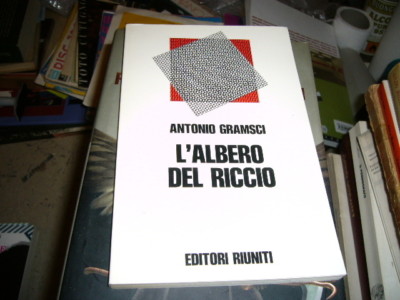 ANTONIO GRAMSCI
L'ALBERO
DEL RICCIO
EDITORI RIUNITI